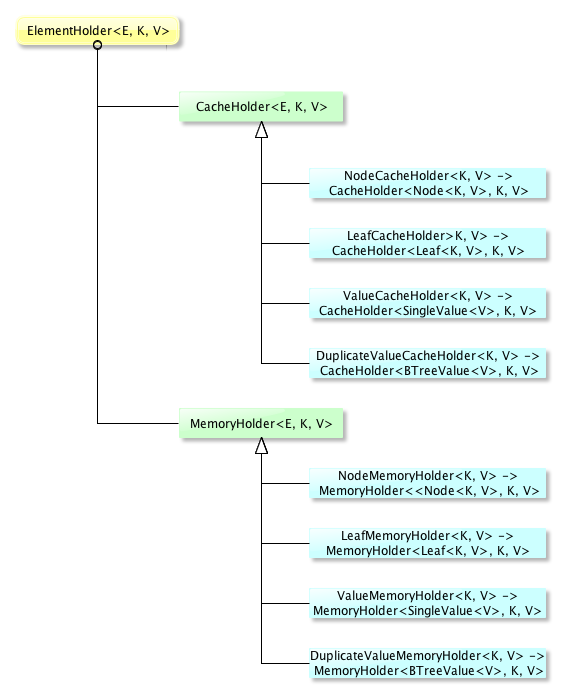 ElementHolder<E, K, V>
CacheHolder<E, K, V>
NodeCacheHolder<K, V> ->
CacheHolder<Node<K, V>, K, V>
LeafCacheHolder>K, V> ->
CacheHolder<Leaf<K, V>, K, V>
ValueCacheHolder<K, V> ->
CacheHolder<SingleValue<V>, K, V>
DuplicateValueCacheHolder<K, V> ->
CacheHolder<BTreeValue<V>, K, V>
MemoryHolder<E, K, V>
NodeMemoryHolder<K, V> ->
MemoryHolder<<Node<K, V>, K, V>
LeafMemoryHolder<K, V> ->
MemoryHolder<Leaf<K, V>, K, V>
ValueMemoryHolder<K, V> ->
MemoryHolder<SingleValue<V>, K, V>
DuplicateValueMemoryHolder<K, V> ->
MemoryHolder<BTreeValue<V>, K, V>